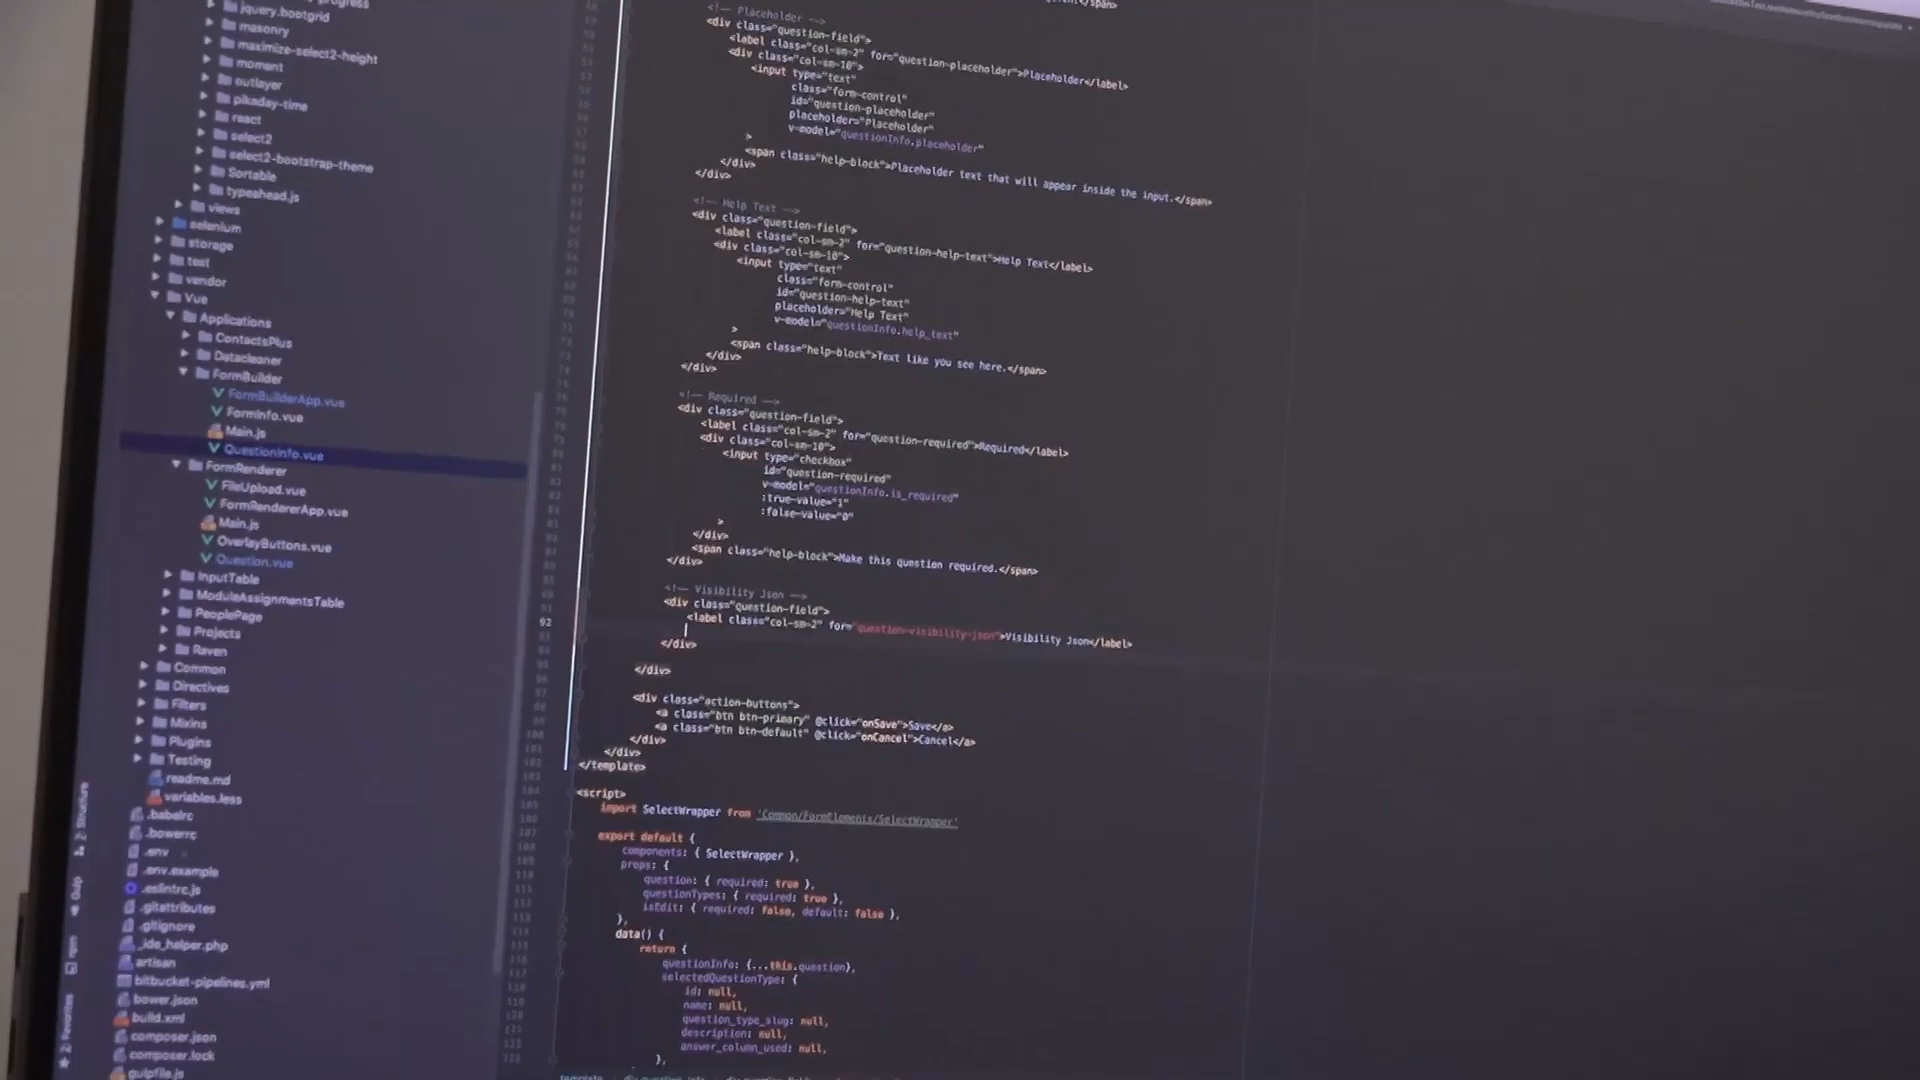 jquery.bootgrid
masonry
maximize-select2-height
moment
outlayer
pikaday-time
react
select2
select2-bootstrap-theme
Sortable
typeahead.js
views
selenium
storage
test
vendor
Vue
Applications
ContactsPlus
Datacleaner
FormBuilder
FormBuilderApp.vue
FormInfo.vue
Main.js
QuestionInfo.vue
FormRenderer
FileUpload.vue
FormRendererApp.vue
Main.js
OverlayButtons.vue
Question.vue
InputTable
ModuleAssignmentsTable
PeoplePage
Projects
Raven
Common
Directives
Filters
Mixins
Plugins
Testing
readme.md
variables.less
.babelrc
.bowerrc
.env
.env.example
.eslintrc.js
.gitattributes
.gitignore
_ide_helper.php
artisan
bitbucket-pipelines.yml
bower.json
build.xml
composer.json
composer.lock
gulpfile.js
2: Structure
Gulp
npm
2: Favorites
<!-- Placeholder -->
<div class="question-field">
<label class="col-sm-2" for="question-placeholder">Placeholder</label>
<div class="col-sm-10">
<input type="text"
class="form-control"
id="question-placeholder"
placeholder="Placeholder"
v-model="questionInfo.placeholder"
>
<span class="help-block">Placeholder text that will appear inside the input.</span>
</div>
</div>
<!-- Help Text -->
<div class="question-field">
<label class="col-sm-2" for="question-help-text">Help Text</label>
<div class="col-sm-10">
<input type="text"
class="form-control"
id="question-help-text"
placeholder="Help Text"
v-model="questionInfo.help_text"
>
<span class="help-block">Text like you see here.</span>
</div>
</div>
<!-- Required -->
<div class="question-field">
<label class="col-sm-2" for="question-required">Required</label>
<div class="col-sm-10">
<input type="checkbox"
id="question-required"
v-model="questionInfo.is_required"
:true-value="1"
:false-value="0"
>
</div>
<span class="help-block">Make this question required.</span>
</div>
<!-- Visibility Json -->
<div class="question-field">
92 <label class="col-sm-2" for="question-visibility-json">Visibility Json</label>
</div>
</div>
<div class="action-buttons">
<a class="btn btn-primary" @click="onSave">Save</a>
<a class="btn btn-default" @click="onCancel">Cancel</a>
</div>
</div>
</template>
<script>
import SelectWrapper from 'Common/FormElements/SelectWrapper'
export default {
components: { SelectWrapper },
props: {
question: { required: true },
questionTypes: { required: true },
isEdit: { required: false, default: false },
},
data() {
return {
questionInfo: {...this.question},
selectedQuestionType: {
id: null,
name: null,
question_type_slug: null,
description: null,
answer_column_used: null,
},